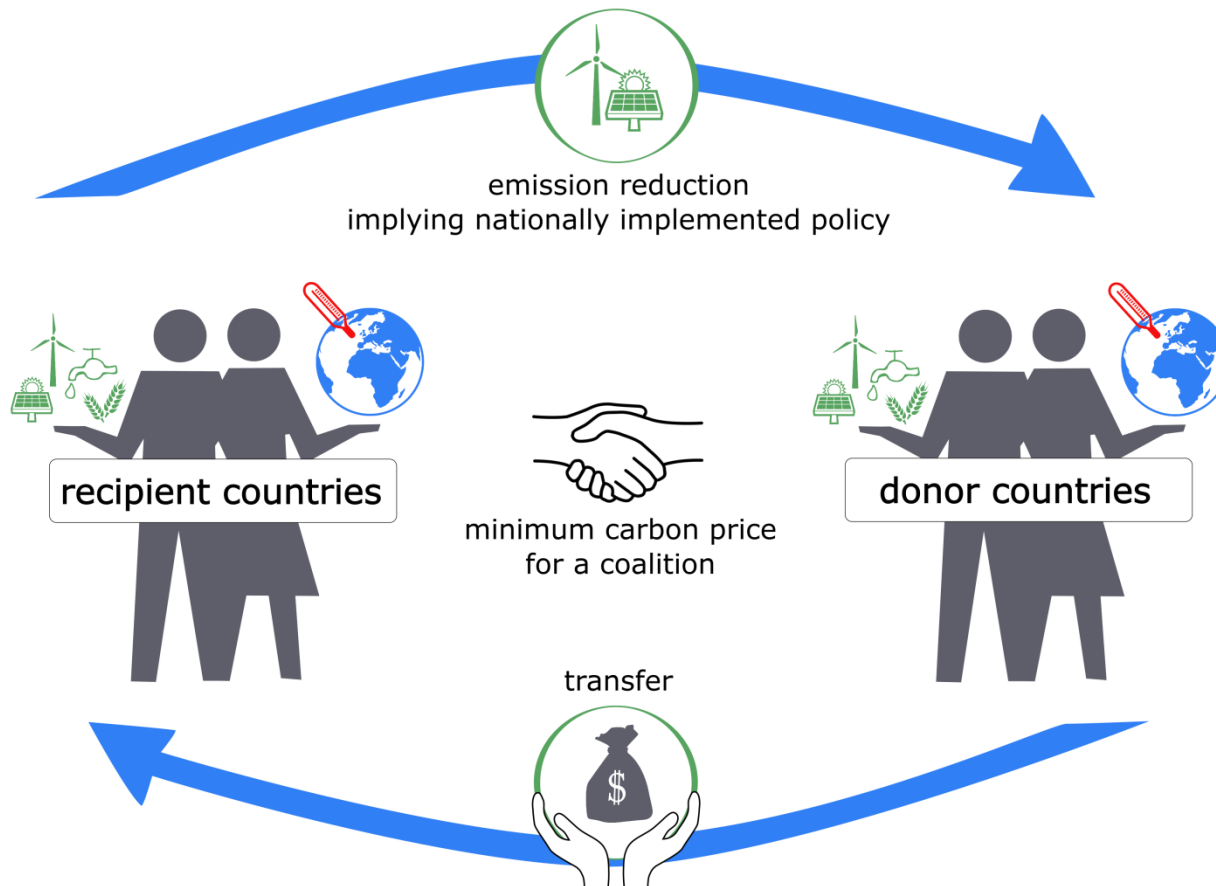 emission reduction
implying nationally implemented policy
recipient countries
donor countries
minimum carbon price
for a coalition
transfer
$